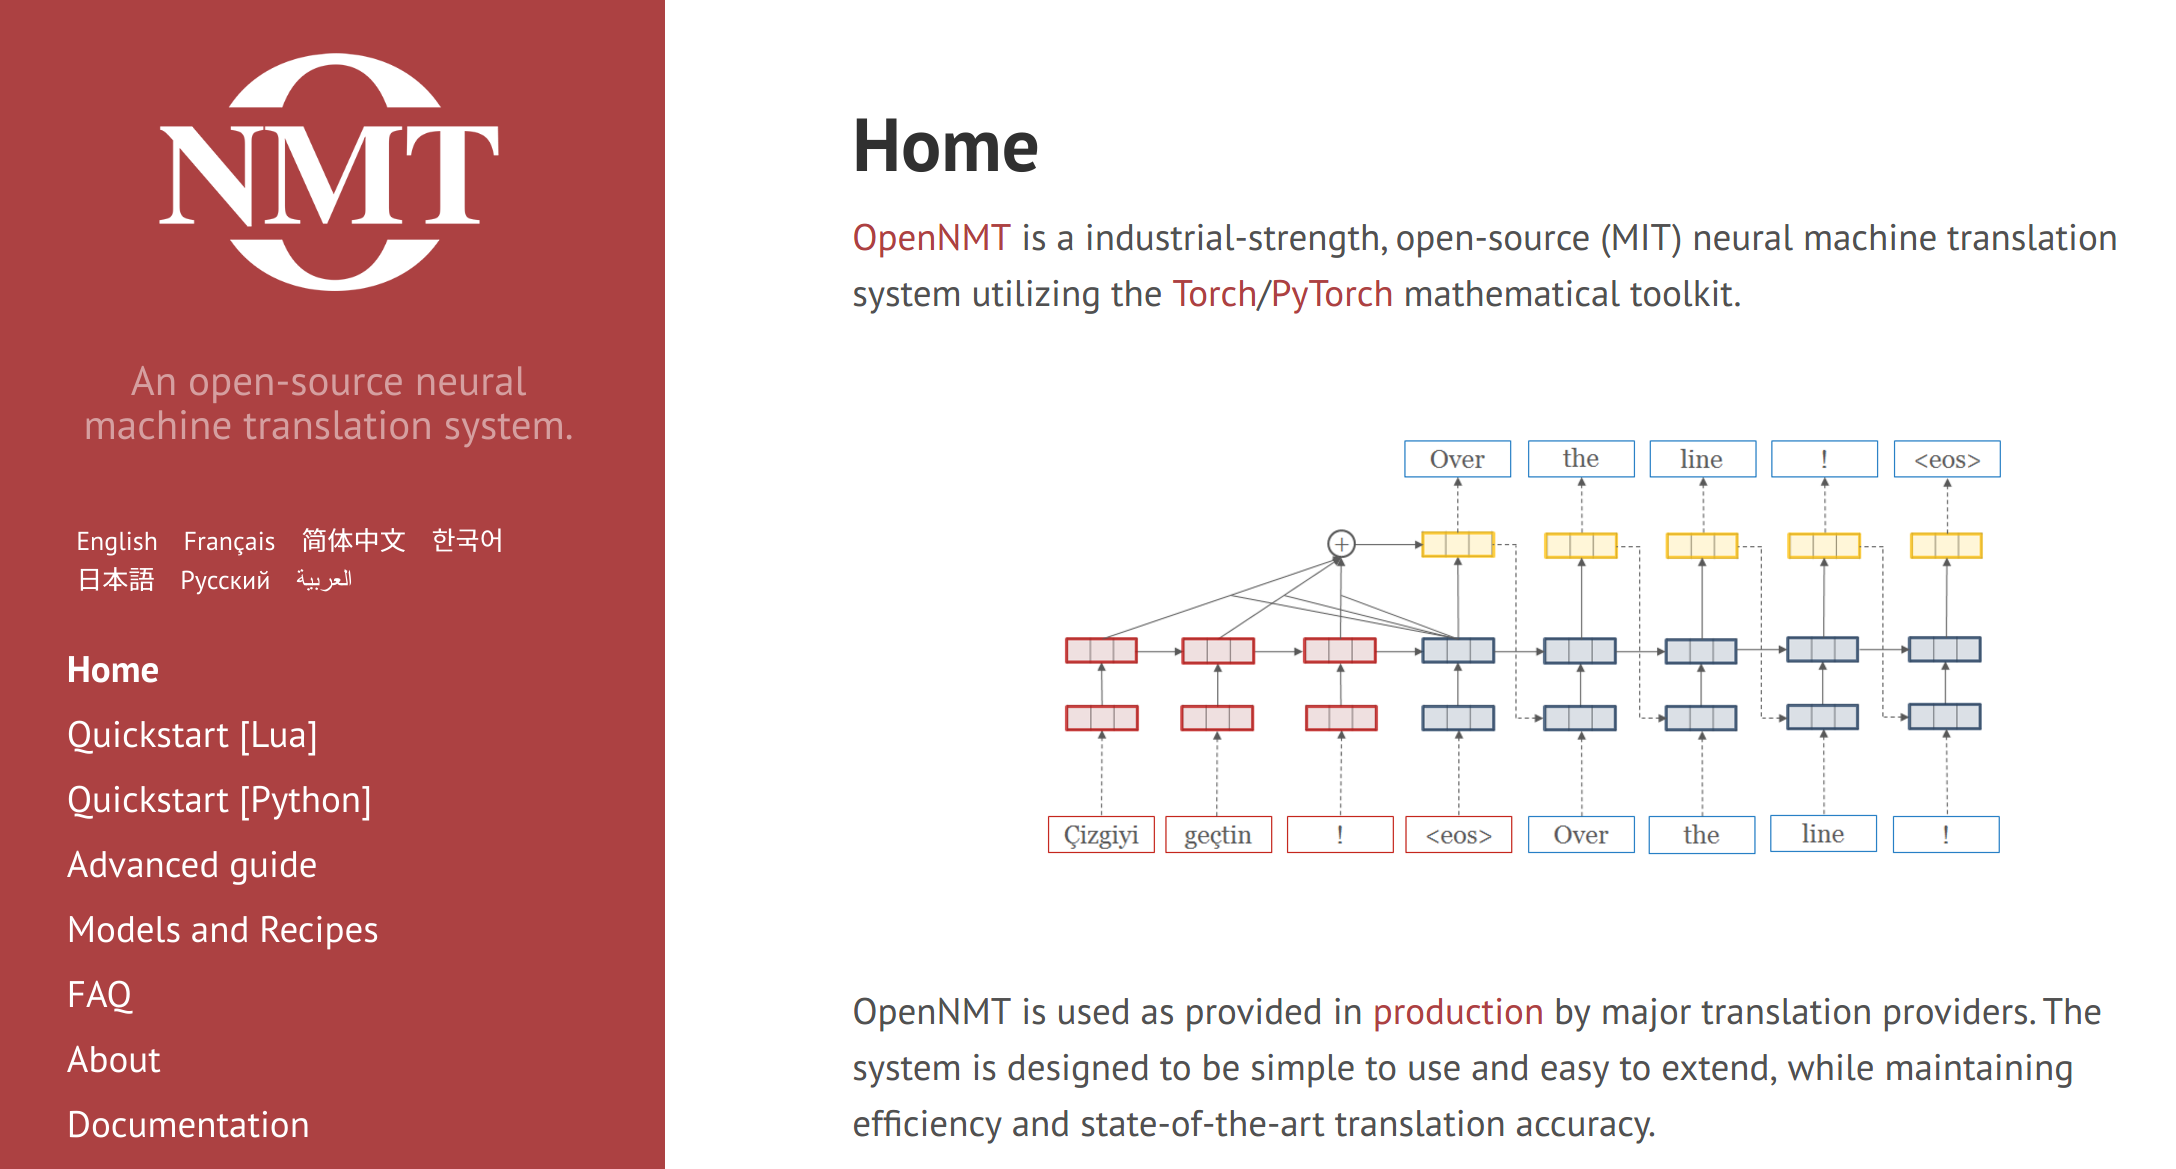 NMT
An open-source neural
machine translation system.
English Français 简体中文 한국어
日本語 Русский العربية
Home
Quickstart [Lua]
Quickstart [Python]
Advanced guide
Models and Recipes
FAQ
About
Documentation
Home
OpenNMT is a industrial-strength, open-source (MIT) neural machine translation
system utilizing the Torch/PyTorch mathematical toolkit.
Over the line ! <eos>
+
Çizgiyi geçtin ! <eos> Over the line !
OpenNMT is used as provided in production by major translation providers. The
system is designed to be simple to use and easy to extend, while maintaining
efficiency and state-of-the-art translation accuracy.